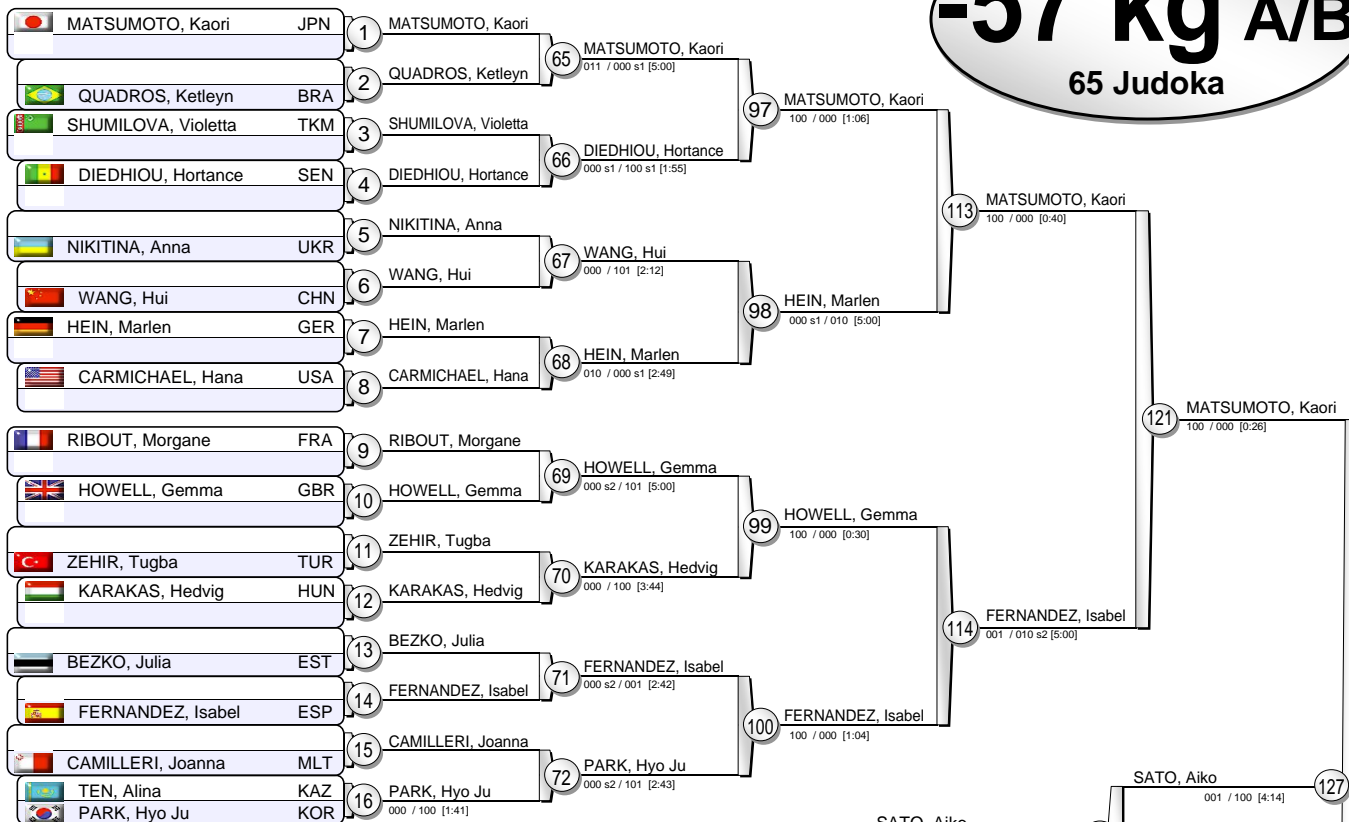 -57 kg A/B
65 Judoka
MATSUMOTO, Kaori JPN
QUADROS, Ketleyn BRA
SHUMILOVA, Violetta TKM
DIEDHIOU, Hortance SEN
NIKITINA, Anna UKR
WANG, Hui CHN
HEIN, Marlen GER
CARMICHAEL, Hana USA
RIBOUT, Morgane FRA
HOWELL, Gemma GBR
ZEHIR, Tugba TUR
KARAKAS, Hedvig HUN
BEZKO, Julia EST
FERNANDEZ, Isabel ESP
CAMILLERI, Joanna MLT
TEN, Alina KAZ
PARK, Hyo Ju KOR
1 MATSUMOTO, Kaori
2 QUADROS, Ketleyn
3 SHUMILOVA, Violetta
4 DIEDHIOU, Hortance
5 NIKITINA, Anna
6 WANG, Hui
7 HEIN, Marlen
8 CARMICHAEL, Hana
9 RIBOUT, Morgane
10 HOWELL, Gemma
11 ZEHIR, Tugba
12 KARAKAS, Hedvig
13 BEZKO, Julia
14 FERNANDEZ, Isabel
15 CAMILLERI, Joanna
16 PARK, Hyo Ju
000 / 100 [1:41]
65 MATSUMOTO, Kaori
011 / 000 s1 [5:00]
66 DIEDHIOU, Hortance
000 s1 / 100 s1 [1:55]
67 WANG, Hui
000 / 101 [2:12]
68 HEIN, Marlen
010 / 000 s1 [2:49]
69 HOWELL, Gemma
000 s2 / 101 [5:00]
70 KARAKAS, Hedvig
000 / 100 [3:44]
71 FERNANDEZ, Isabel
000 s2 / 001 [2:42]
72 PARK, Hyo Ju
000 s2 / 101 [2:43]
97 MATSUMOTO, Kaori
100 / 000 [1:06]
98 HEIN, Marlen
000 s1 / 010 [5:00]
99 HOWELL, Gemma
100 / 000 [0:30]
100 FERNANDEZ, Isabel
100 / 000 [1:04]
113 MATSUMOTO, Kaori
100 / 000 [0:40]
114 FERNANDEZ, Isabel
001 / 010 s2 [5:00]
121 MATSUMOTO, Kaori
100 / 000 [0:26]
SATO, Aiko 127
001 / 100 [4:14]
SATO, Aiko